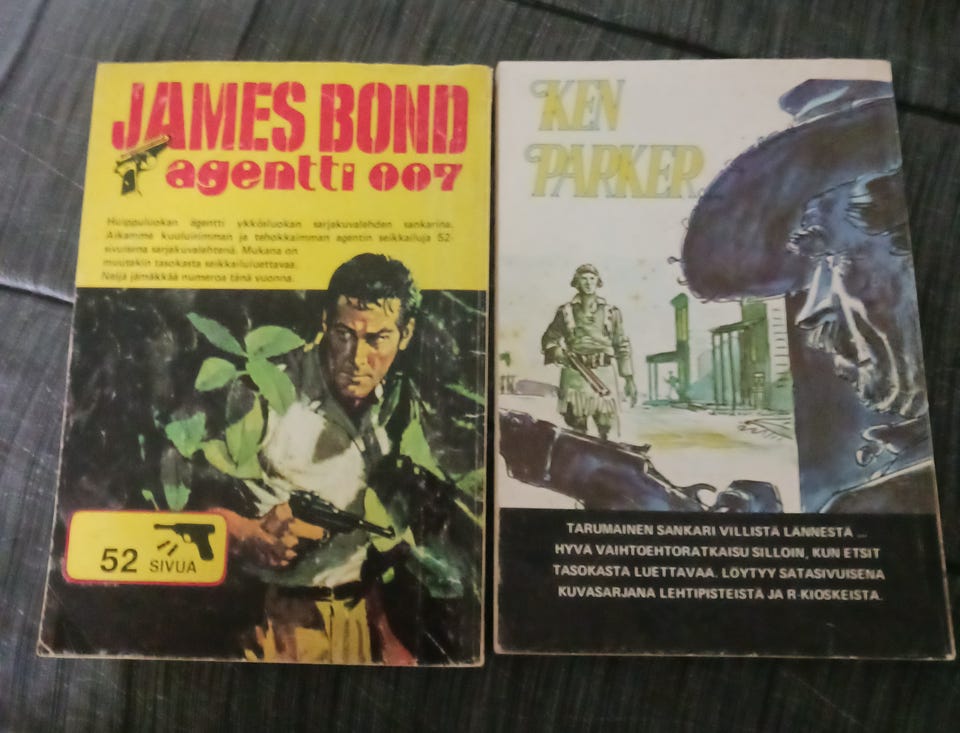 JAMES BOND
agentti 007
Huippuluokan agentti ykkösluokan sarjakuvalehden sankarina.
Aikamme kuuluisimman ja tehokkaimman agentin seikkailuja 52-
sivuisena sarjakuvalehtenä. Mukana on
muutakin tasokasta seikkailuluettavaa.
Neljä jämäkkää numeroa tänä vuonna.
52 SIVUA
KEN
PARKER
TARUMAINEN SANKARI VILLISTÄ LÄNNESTÄ ...
HYVÄ VAIHTOEHTORATKAISU SILLOIN, KUN ETSIT
TASOKASTA LUETTAVAA. LÖYTYY SATASIVUISENA
KUVASARJANA LEHTIPISTEISTÄ JA R-KIOSKEISTA.